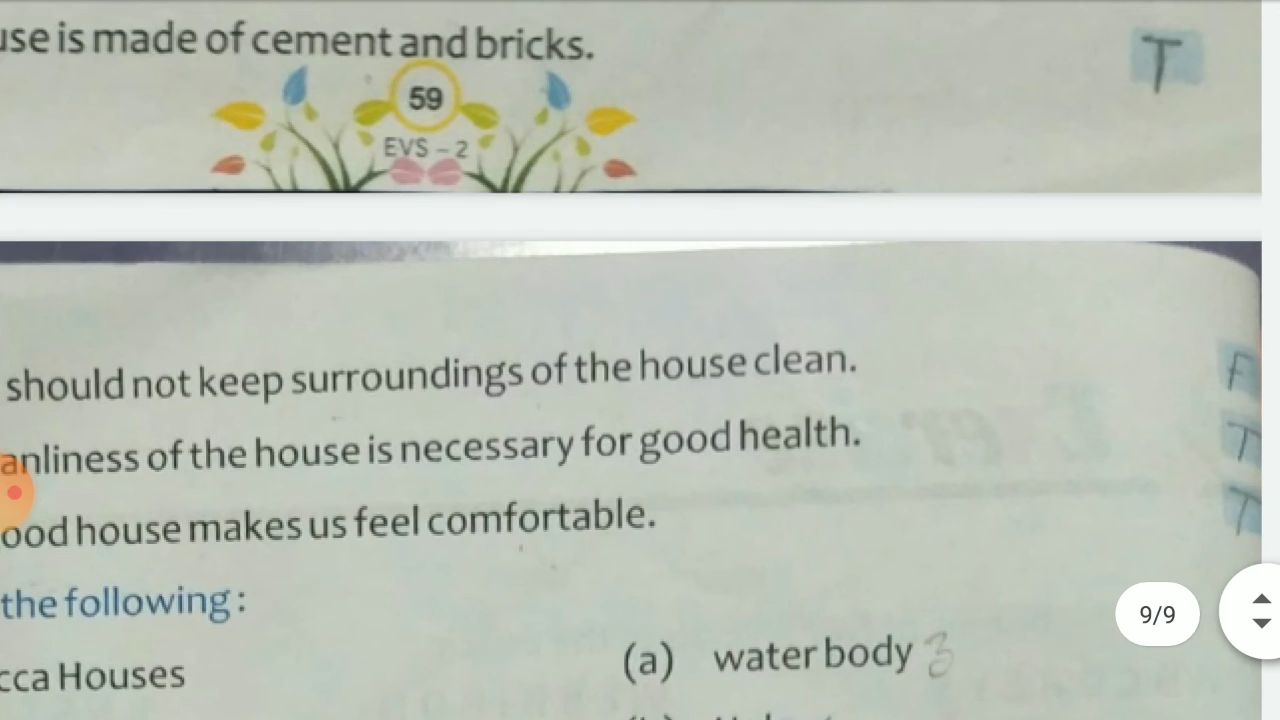 use is made of cement and bricks. T
59
EVS – 2
should not keep surroundings of the house clean. F
anliness of the house is necessary for good health. T
ood house makes us feel comfortable. T
the following :
cca Houses (a) water body 3
9/9